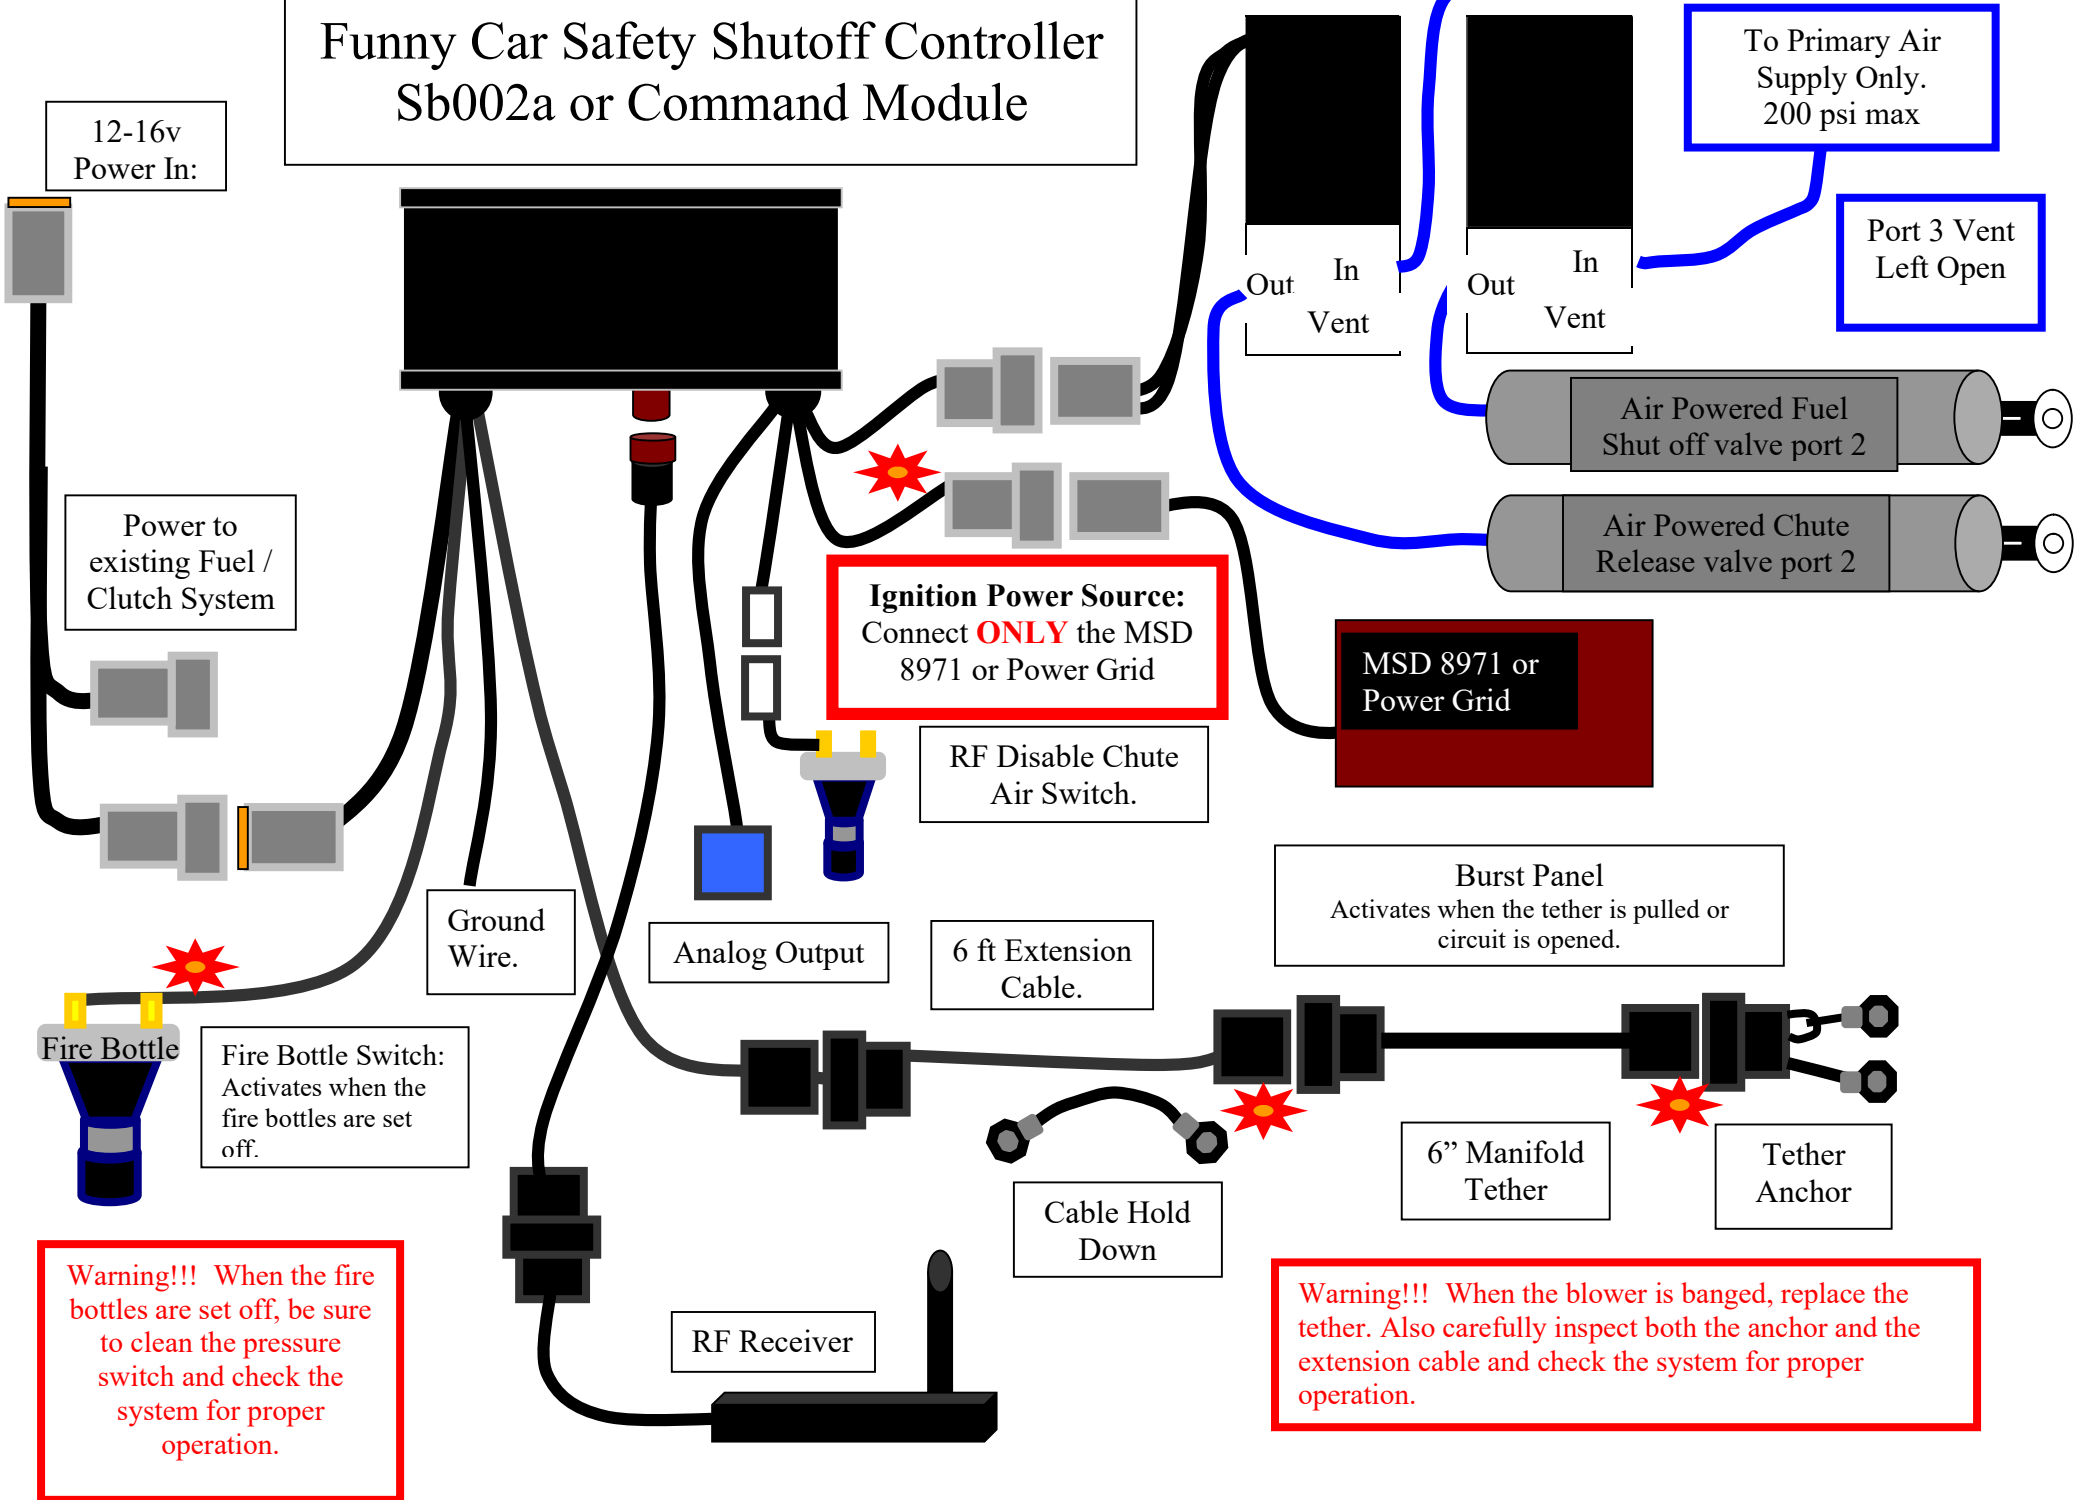 Funny Car Safety Shutoff Controller
Sb002a or Command Module
To Primary Air
Supply Only.
200 psi max
12-16v
Power In:
Port 3 Vent
Left Open
In
Out
Vent
In
Out
Vent
Air Powered Fuel
Shut off valve port 2
Power to
existing Fuel /
Clutch System
Air Powered Chute
Release valve port 2
Ignition Power Source:
Connect ONLY the MSD
8971 or Power Grid
MSD 8971 or
Power Grid
RF Disable Chute
Air Switch.
Burst Panel
Activates when the tether is pulled or
circuit is opened.
Ground
Wire.
Analog Output
6 ft Extension
Cable.
Fire Bottle
Fire Bottle Switch:
Activates when the
fire bottles are set
off.
6” Manifold
Tether
Tether
Anchor
Cable Hold
Down
Warning!!!  When the fire
bottles are set off, be sure
to clean the pressure
switch and check the
system for proper
operation.
RF Receiver
Warning!!!  When the blower is banged, replace the
tether. Also carefully inspect both the anchor and the
extension cable and check the system for proper
operation.